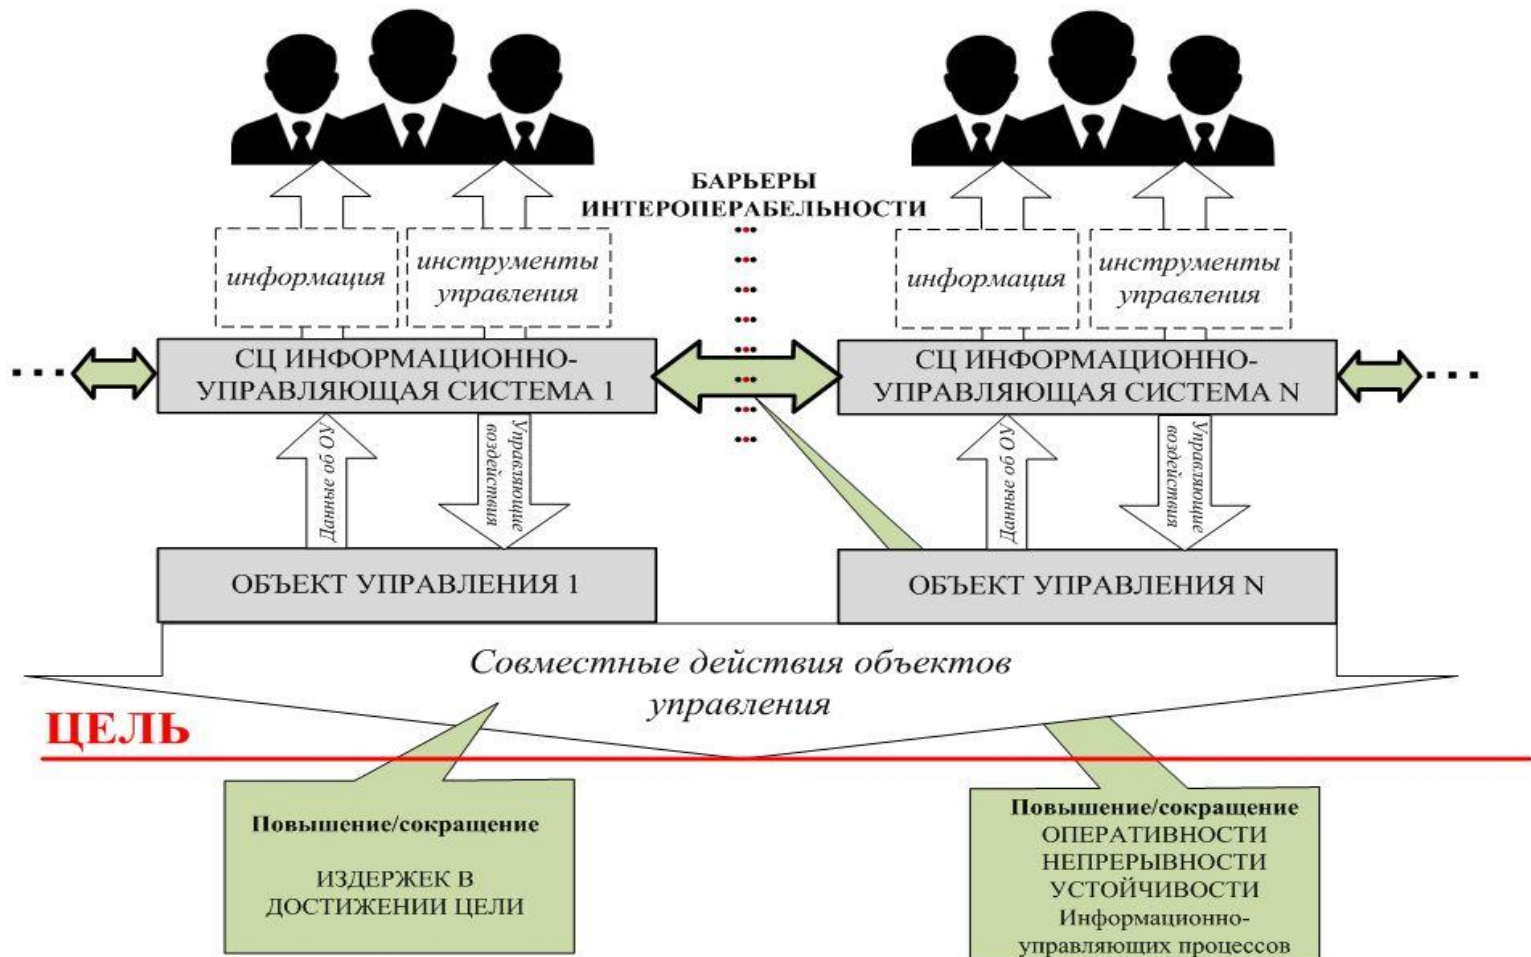 БАРЬЕРЫ
ИНТЕРОПЕРАБЕЛЬНОСТИ
информация
инструменты
управления
информация
инструменты
управления
СЦ ИНФОРМАЦИОННО-
УПРАВЛЯЮЩАЯ СИСТЕМА 1
СЦ ИНФОРМАЦИОННО-
УПРАВЛЯЮЩАЯ СИСТЕМА N
Данные об ОУ
Управляющие
воздействия
Данные об ОУ
Управляющие
воздействия
ОБЪЕКТ УПРАВЛЕНИЯ 1
ОБЪЕКТ УПРАВЛЕНИЯ N
Совместные действия объектов
управления
ЦЕЛЬ
Повышение/сокращение
ИЗДЕРЖЕК В
ДОСТИЖЕНИИ ЦЕЛИ
Повышение/сокращение
ОПЕРАТИВНОСТИ
НЕПРЕРЫВНОСТИ
УСТОЙЧИВОСТИ
Информационно-
управляющих процессов